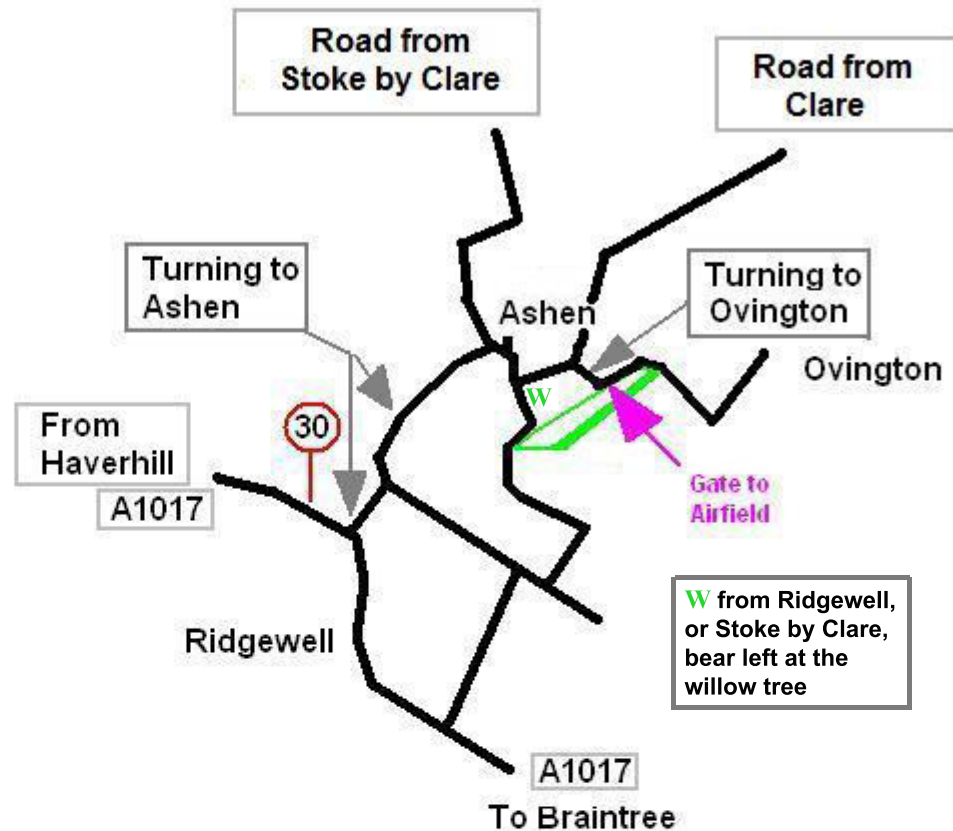 Road from
Stoke by Clare
Road from
Clare
Turning to
Ashen
Ashen
Turning to
Ovington
Ovington
W
From
Haverhill
30
A1017
Gate to
Airfield
W from Ridgewell,
or Stoke by Clare,
bear left at the
willow tree
Ridgewell
A1017
To Braintree